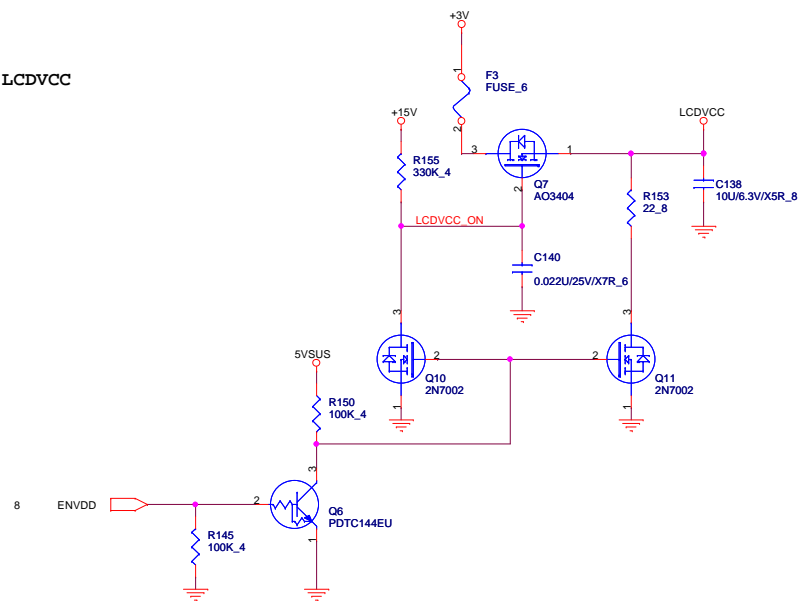 LCDVCC
+3V
1
F3
FUSE_6
2
+15V
LCDVCC
R155
330K_4
3
1
2
Q7
AO3404
R153
22_8
C138
10U/6.3V/X5R_8
LCDVCC_ON
C140
0.022U/25V/X7R_6
3
2
Q10
2N7002
1
3
2
Q11
2N7002
1
5VSUS
R150
100K_4
8
ENVDD
3
2
Q6
PDTC144EU
1
R145
100K_4